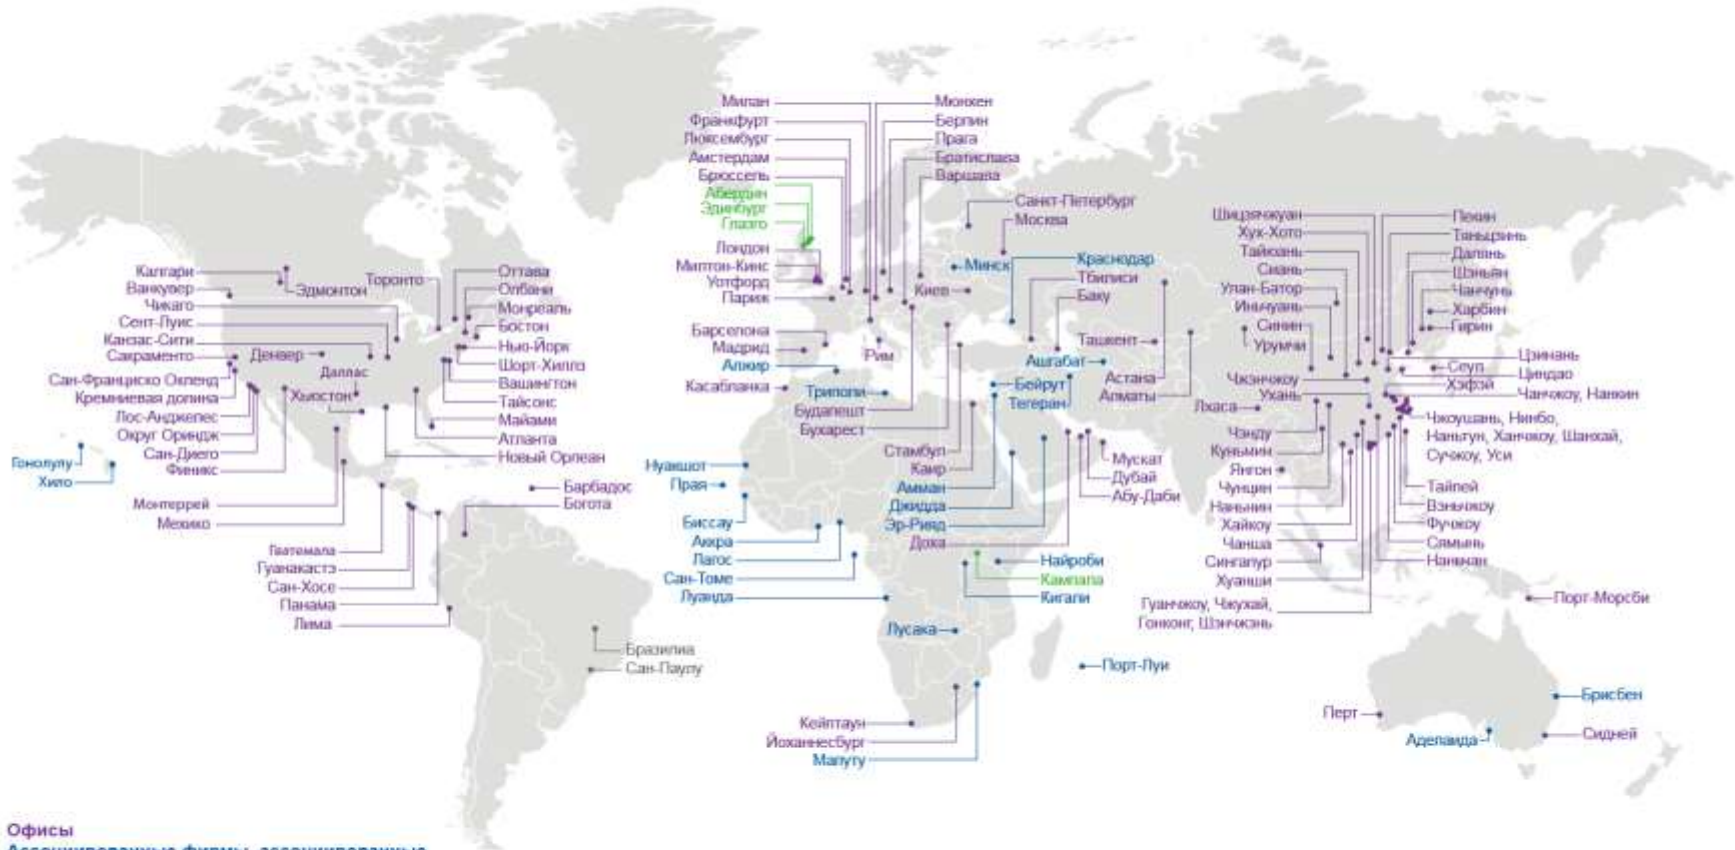 Милан
Франкфурт
Люксембург
Амстердам
Брюссель
Абердин
Эдинбург
Глазго
Лондон
Милтон-Кинс
Уотфорд
Париж
Барселона
Мадрид
Алжир
Касабланка
Мюнхен
Берлин
Прага
Братислава
Варшава
Санкт-Петербург
Москва
Минск
Киев
Краснодар
Тбилиси
Баку
Ташкент
Ашгабат
Астана
Алматы
Рим
Триполи
Будапешт
Бухарест
Бейрут
Тегеран
Стамбул
Каир
Амман
Джидда
Эр-Рияд
Доха
Мускат
Дубай
Абу-Даби
Калгари
Ванкувер
Чикаго
Сент-Луис
Канзас-Сити
Сакраменто
Сан-Франциско Окленд
Кремниевая долина
Лос-Анджелес
Округ Ориндж
Сан-Диего
Финикс
Эдмонтон
Торонто
Денвер
Даллас
Хьюстон
Оттава
Олбани
Монреаль
Бостон
Нью-Йорк
Шорт-Хиллз
Вашингтон
Тайсонс
Майами
Атланта
Новый Орлеан
Гонолулу
Хило
Монтеррей
Мехико
Барбадос
Богота
Гватемала
Гуанакастэ
Сан-Хосе
Панама
Лима
Бразилиа
Сан-Паулу
Нуакшот
Прая
Биссау
Аккра
Лагос
Сан-Томе
Луанда
Найроби
Кампала
Кигали
Лусака
Порт-Луи
Кейптаун
Йоханнесбург
Мапуту
Шицзячжуан
Хух-Хото
Тайюань
Сиань
Улан-Батор
Иньчуань
Синин
Урумчи
Чжэнчжоу
Ухань
Лхаса
Чэнду
Куньмин
Янгон
Чунцин
Наньнин
Хайкоу
Чанша
Сингапур
Хуанши
Гуанчжоу, Чжухай,
Гонконг, Шэнчжэнь
Пекин
Тяньцзинь
Далянь
Шэньян
Чанчунь
Харбин
Гирин
Цзинань
Сеул
Циндао
Хэфэй
Чанчжоу, Нанкин
Чжоушань, Нинбо,
Наньтун, Ханчжоу, Шанхай,
Сучжоу, Уси
Тайпей
Вэньчжоу
Фучжоу
Сямынь
Наньчан
Порт-Морсби
Перт
Аделаида
Брисбен
Сидней
Офисы